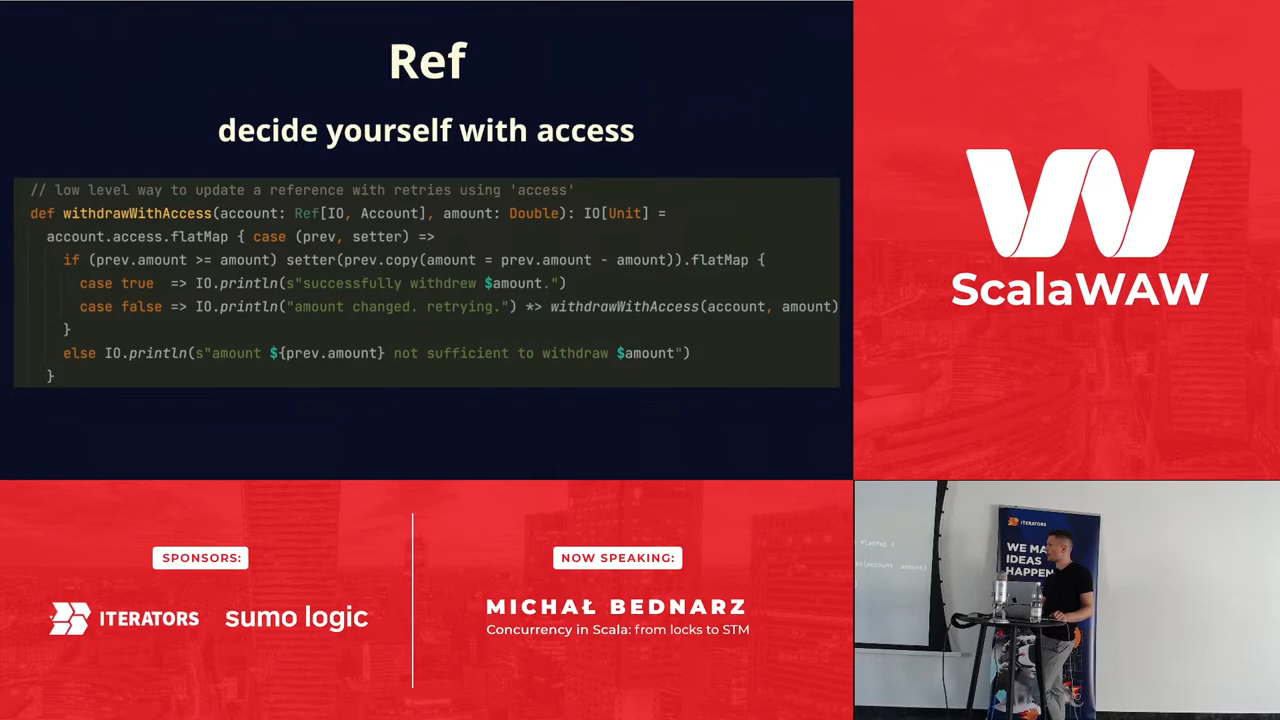 Ref
decide yourself with access
// low level way to update a reference with retries using 'access'
def withdrawWithAccess(account: Ref[IO, Account], amount: Double): IO[Unit] =
account.access.flatMap { case (prev, setter) =>
if (prev.amount >= amount) setter(prev.copy(amount = prev.amount - amount)).flatMap {
case true  => IO.println(s"successfully withdrew $amount.")
case false => IO.println("amount changed. retrying.") *> withdrawWithAccess(account, amount)
}
else IO.println(s"amount ${prev.amount} not sufficient to withdraw $amount")
}
ScalaWAW
SPONSORS:
ITERATORS
sumo logic
NOW SPEAKING:
MICHAŁ BEDNARZ
Concurrency in Scala: from locks to STM
ITERATORS
WE MA
IDEAS
HAPPEN
flatMap {
(account, amount)